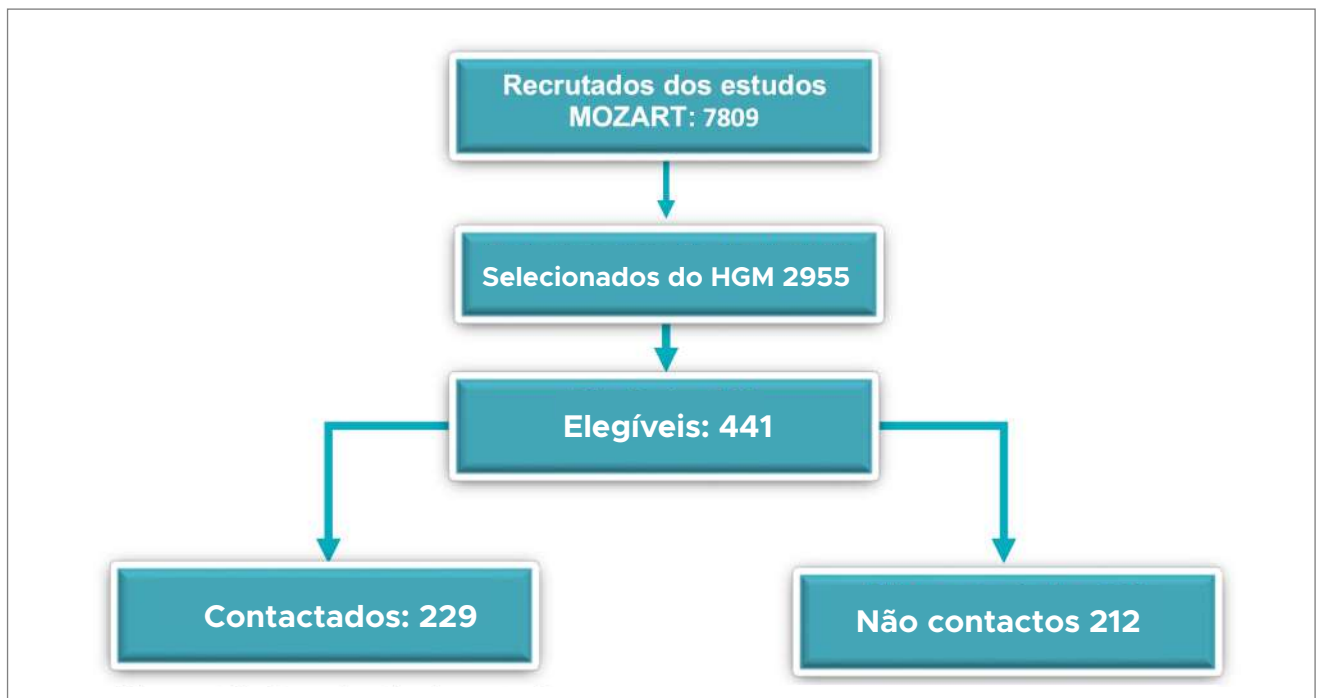 Recrutados dos estudos
MOZART: 7809
Selecionados do HGM 2955
Elegíveis: 441
Contactados: 229
Não contactos 212